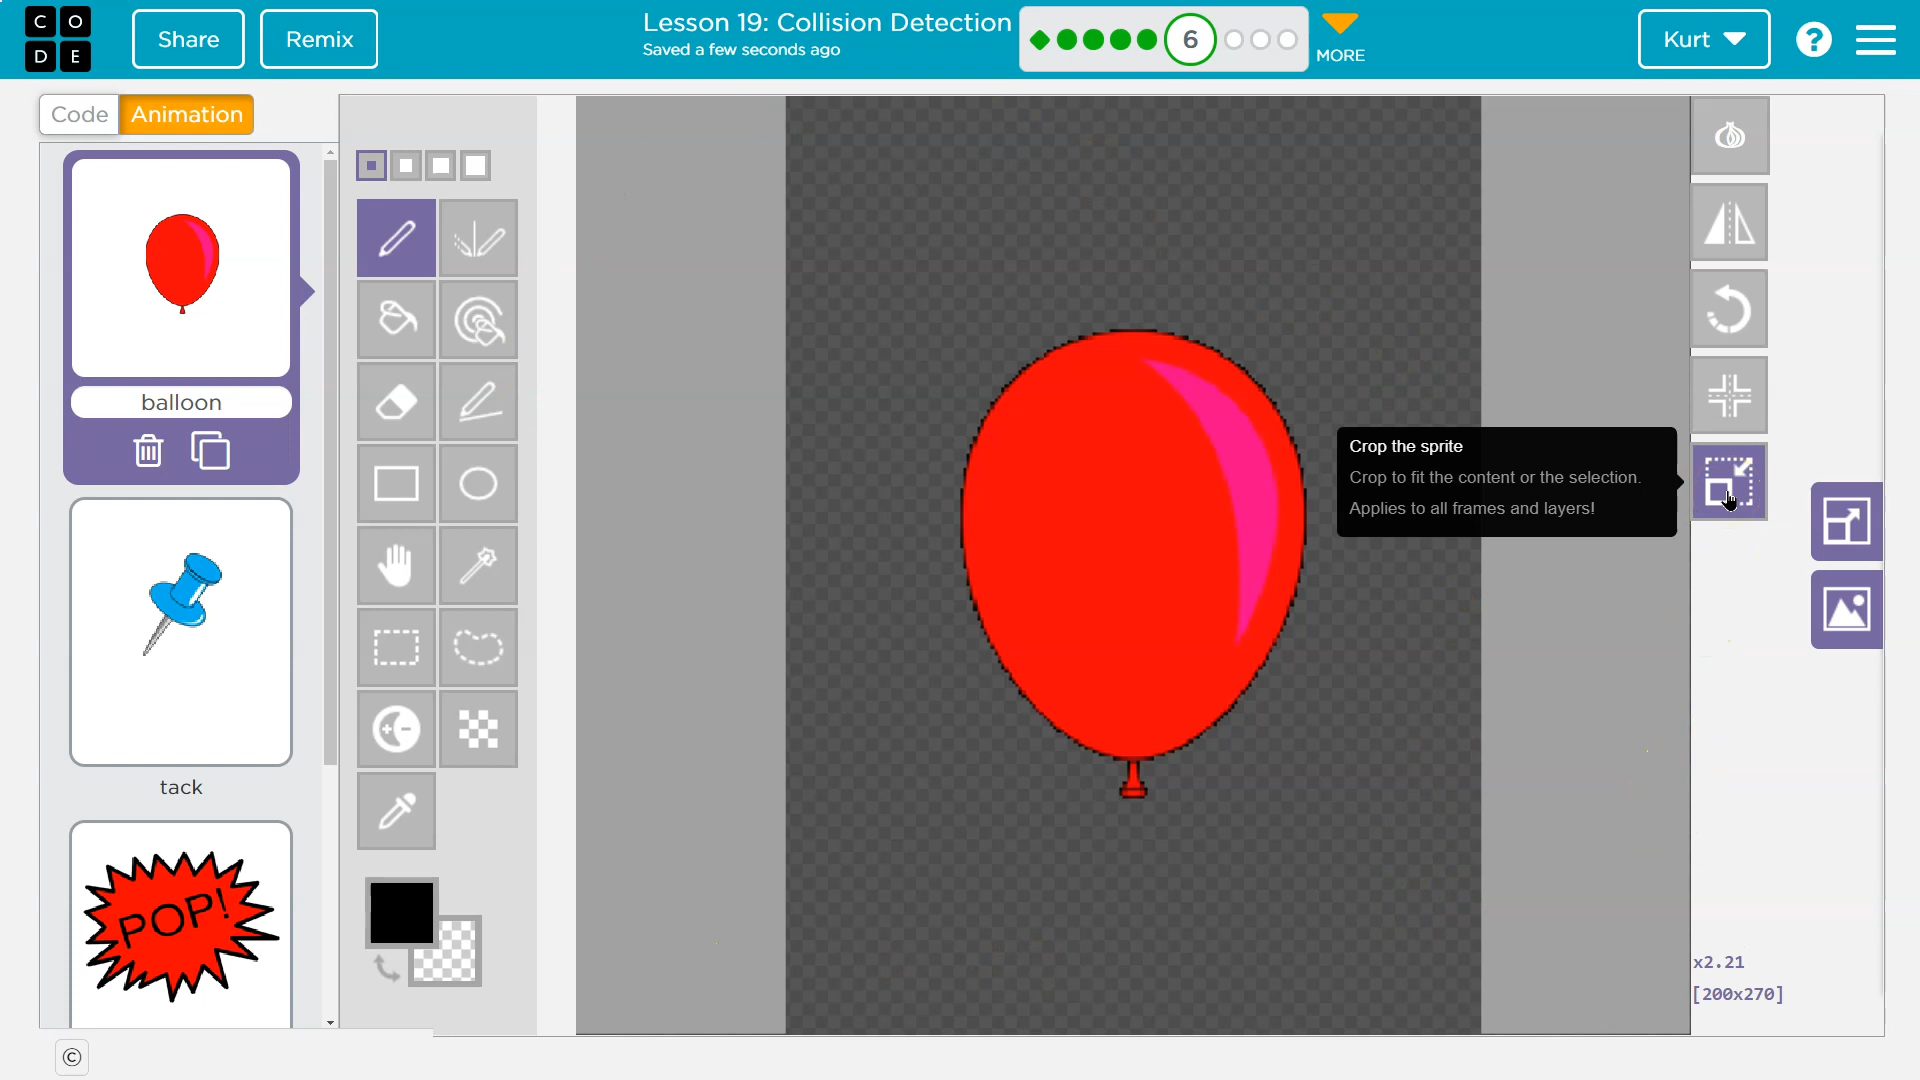 C O
D E
Share
Remix
Lesson 19: Collision Detection
Saved a few seconds ago
6
MORE
Kurt
?
Code
Animation
balloon
tack
POP!
Crop the sprite
Crop to fit the content or the selection.
Applies to all frames and layers!
x2.21
[200x270]
©